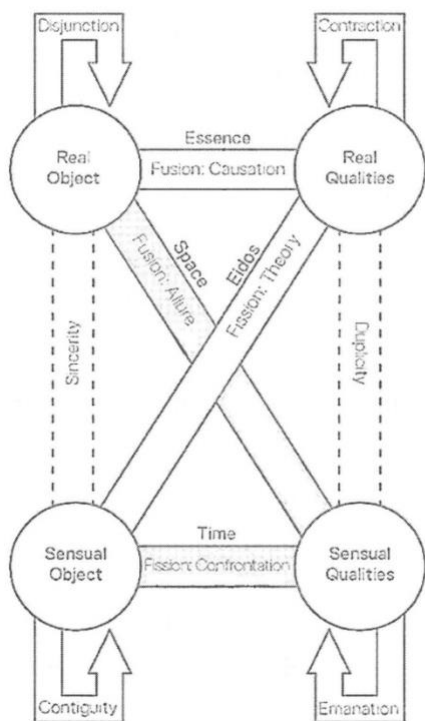 Disjunction
Contraction
Real
Object
Essence
Fusion: Causation
Real
Qualities
Space
Fusion: Allure
Eidos
Fission: Theory
Sincerity
Duplicity
Sensual
Object
Time
Fission: Confrontation
Sensual
Qualities
Contiguity
Emanation